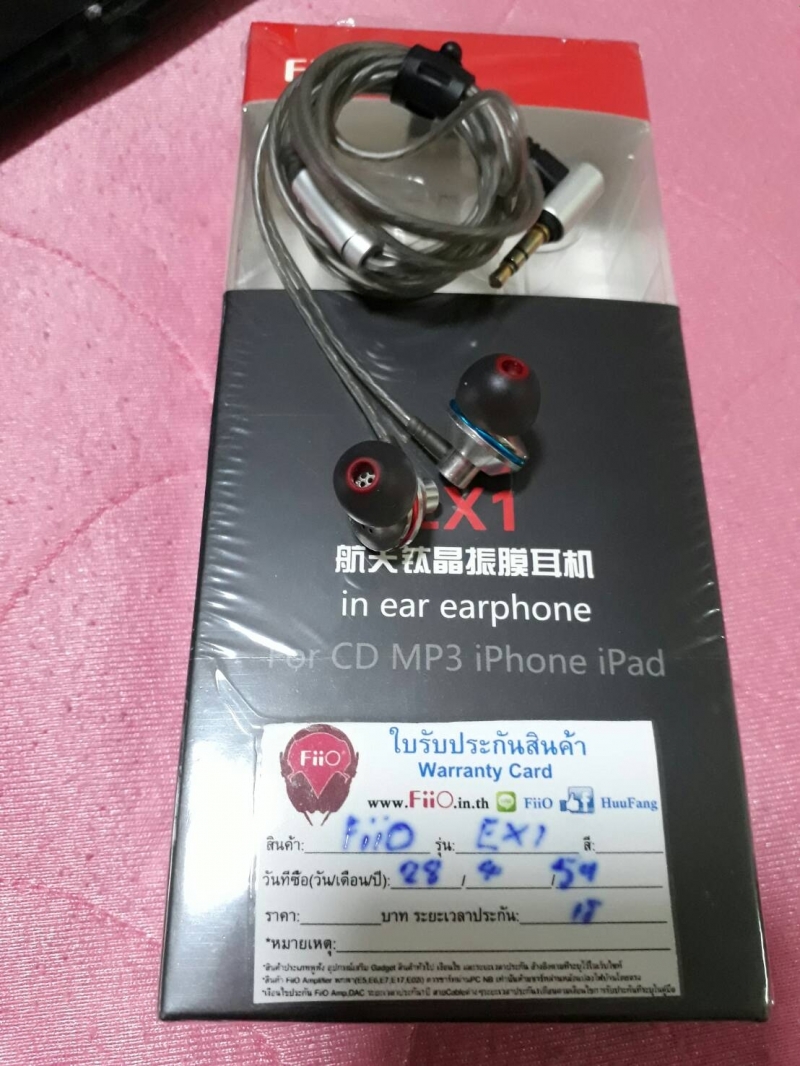 Fi
EX1
航天钛晶振膜耳机
in ear earphone
For CD MP3 iPhone iPad
FiiO
ใบรับประกันสินค้า
Warranty Card
www.FiiO.in.th FiiO HuuFang
สินค้า: FiiO รุ่น: EX1 สี:
วันที่ซื้อ(วัน/เดือน/ปี): 28 / 4 / 59
ราคา: บาท ระยะเวลาประกัน: 1ปี
*หมายเหตุ: